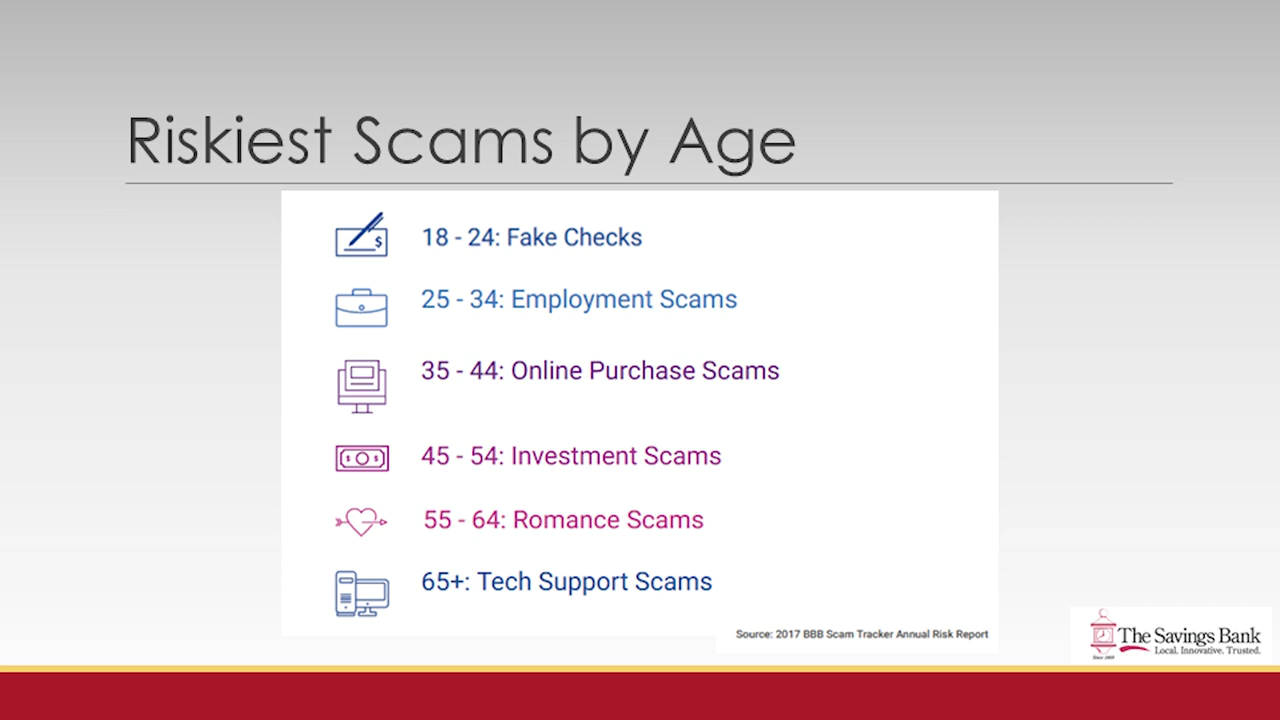 Riskiest Scams by Age
$
18 - 24: Fake Checks
25 - 34: Employment Scams
35 - 44: Online Purchase Scams
$ $
45 - 54: Investment Scams
55 - 64: Romance Scams
65+: Tech Support Scams
Source: 2017 BBB Scam Tracker Annual Risk Report
The Savings Bank
Local. Innovative. Trusted.